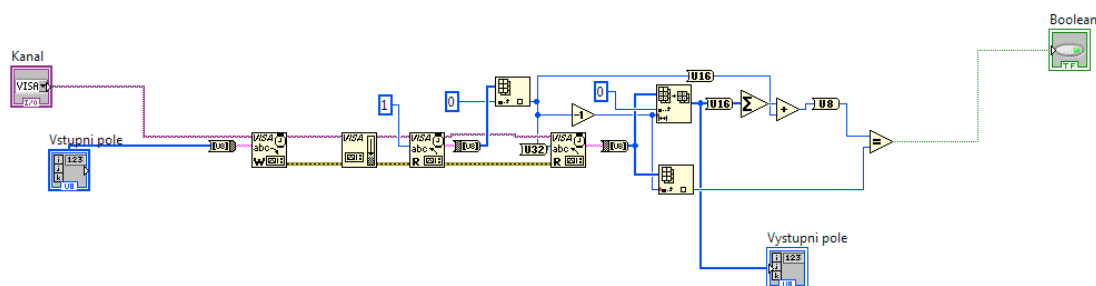 Boolean
TF
Kanal
VISA
I/O
U16
1
0
0
-1
U16
Σ
+
U8
=
Vstupni pole
i 123
j
k
U8
[U8]
VISA
abc
W
VISA
VISA
abc
R
[U8]
U32
VISA
abc
R
[U8]
Vystupni pole
i 123
j
k
U8